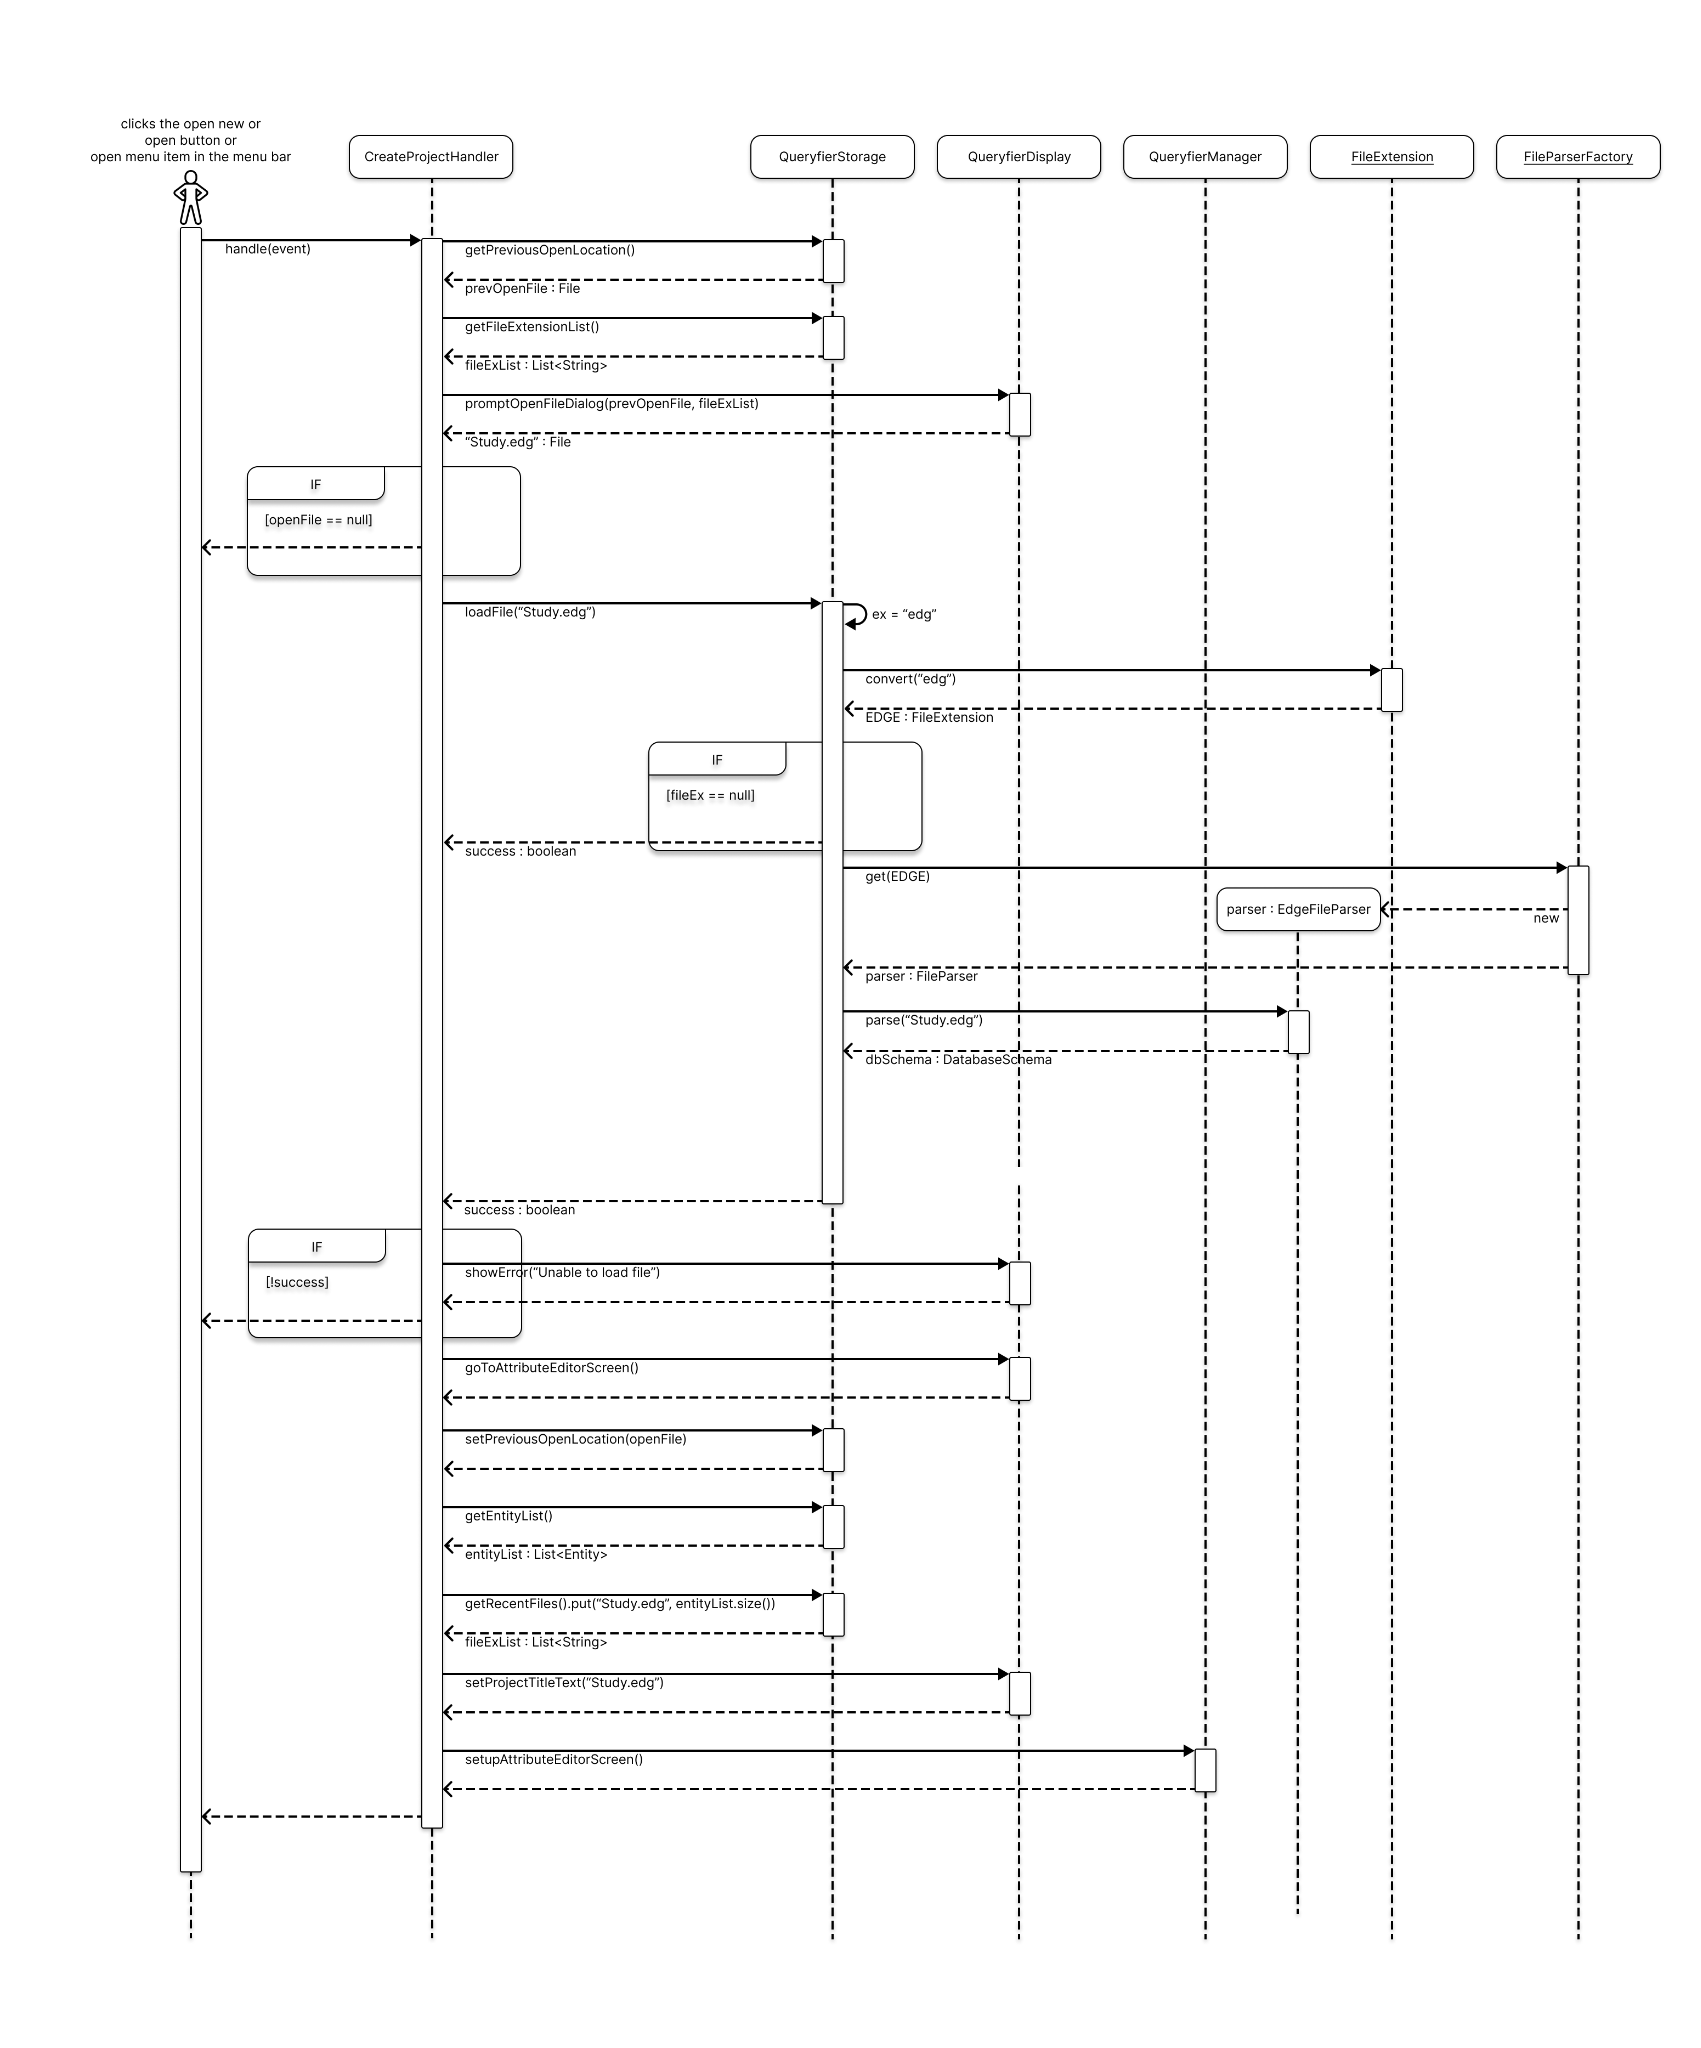 clicks the open new or
open button or
open menu item in the menu bar
CreateProjectHandler
QueryfierStorage
QueryfierDisplay
QueryfierManager
FileExtension
FileParserFactory
handle(event)
getPreviousOpenLocation()
prevOpenFile : File
getFileExtensionList()
fileExList : List<String>
promptOpenFileDialog(prevOpenFile, fileExList)
“Study.edg” : File
IF
[openFile == null]
loadFile(“Study.edg”)
ex = “edg”
convert(“edg”)
EDGE : FileExtension
IF
[fileEx == null]
success : boolean
get(EDGE)
parser : EdgeFileParser
new
parser : FileParser
parse(“Study.edg”)
dbSchema : DatabaseSchema
success : boolean
IF
showError(“Unable to load file”)
[!success]
goToAttributeEditorScreen()
setPreviousOpenLocation(openFile)
getEntityList()
entityList : List<Entity>
getRecentFiles().put(“Study.edg”, entityList.size())
fileExList : List<String>
setProjectTitleText(“Study.edg”)
setupAttributeEditorScreen()